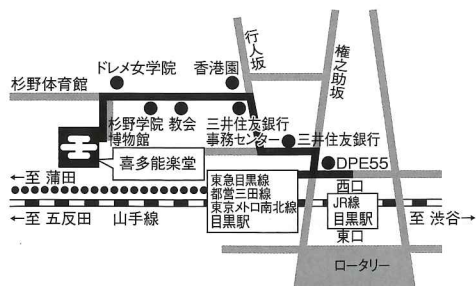 行人坂
権之助坂
ドレメ女学院
香港園
杉野体育館
杉野学院
博物館
教会
三井住友銀行
事務センター
三井住友銀行
喜多能楽堂
DPE55
←至 蒲田
東急目黒線
都営三田線
東京メトロ南北線
目黒駅
西口
JR線
目黒駅
東口
←至 五反田
山手線
至 渋谷→
ロータリー